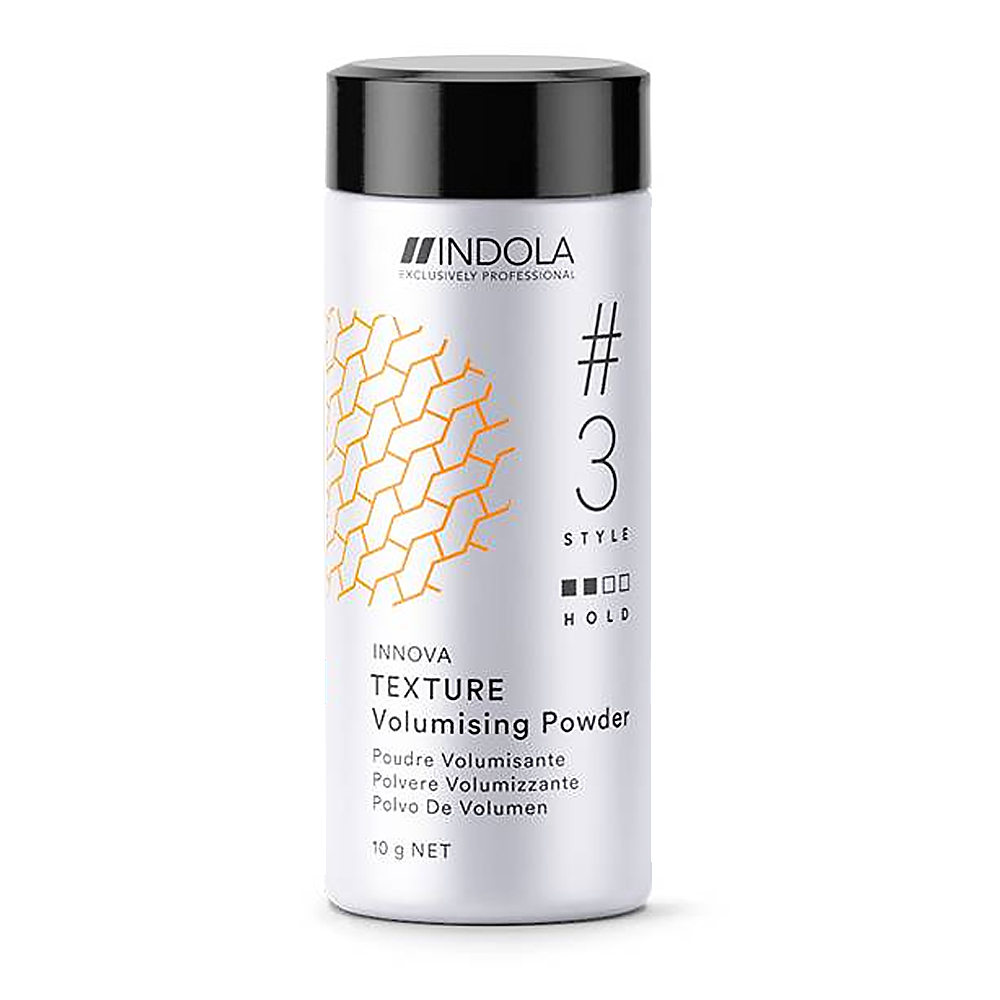 INDOLA
EXCLUSIVELY PROFESSIONAL
#
3
STYLE
HOLD
INNOVA
TEXTURE
Volumising Powder
Poudre Volumisante
Polvere Volumizzante
Polvo De Volumen
10 g NET